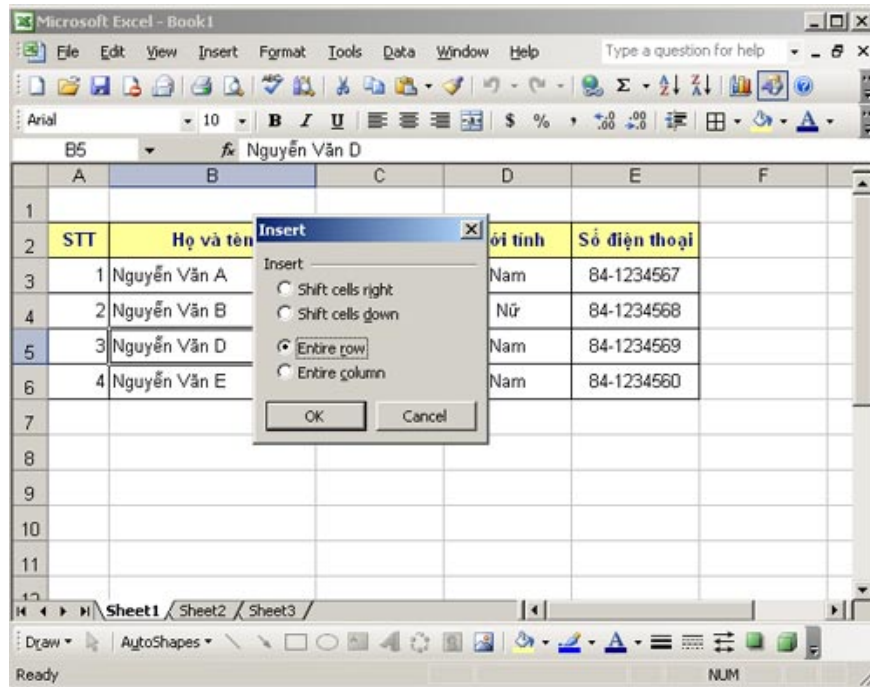 Microsoft Excel - Book1
File Edit View Insert Format Tools Data Window Help Type a question for help
Arial 10 B I U $ % , .00 A
B5 fx Nguyễn Văn D
A B C D E F
1
2 STT Họ và tên ới tính Số điện thoại
3 1 Nguyễn Văn A Nam 84-1234567
4 2 Nguyễn Văn B Nữ 84-1234568
5 3 Nguyễn Văn D Nam 84-1234569
6 4 Nguyễn Văn E Nam 84-1234560
7
8
9
10
11
12
Insert
Insert
Shift cells right
Shift cells down
Entire row
Entire column
OK Cancel
Sheet1 Sheet2 Sheet3
Draw AutoShapes A
Ready NUM